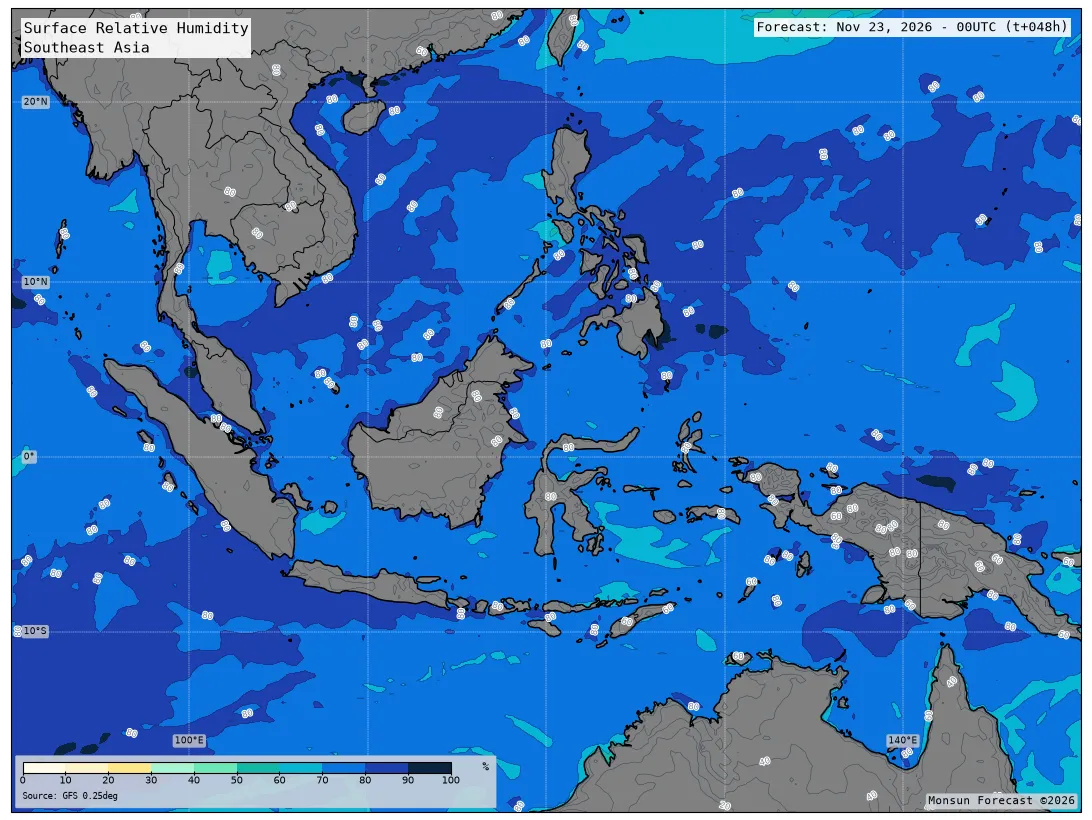 Surface Relative Humidity
Southeast Asia
Forecast: Nov 23, 2026 - 00UTC (t+048h)
20°N
10°N
0°
10°S
100°E
140°E
0 10 20 30 40 50 60 70 80 90 100
%
Source: GFS 0.25deg
Monsun Forecast ©2026